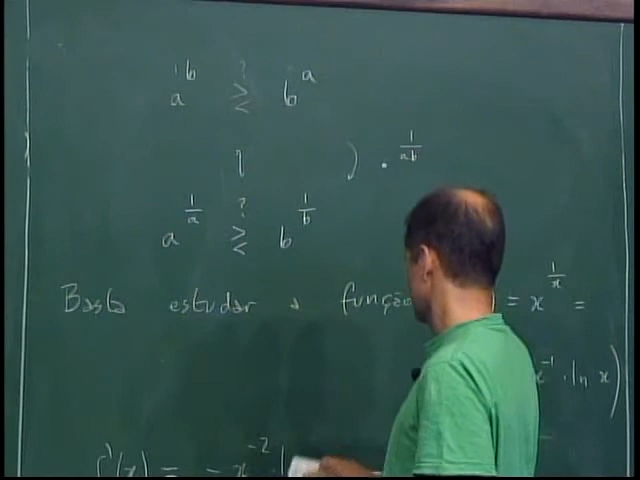 a^b ? ≥ < b^a
) · 1/ab
a^(1/a) ? ≥ < b^(1/b)
Basta estudar a função = x^(1/x) =
x^-1 · ln x)
f'(x) = - x^-2 ·